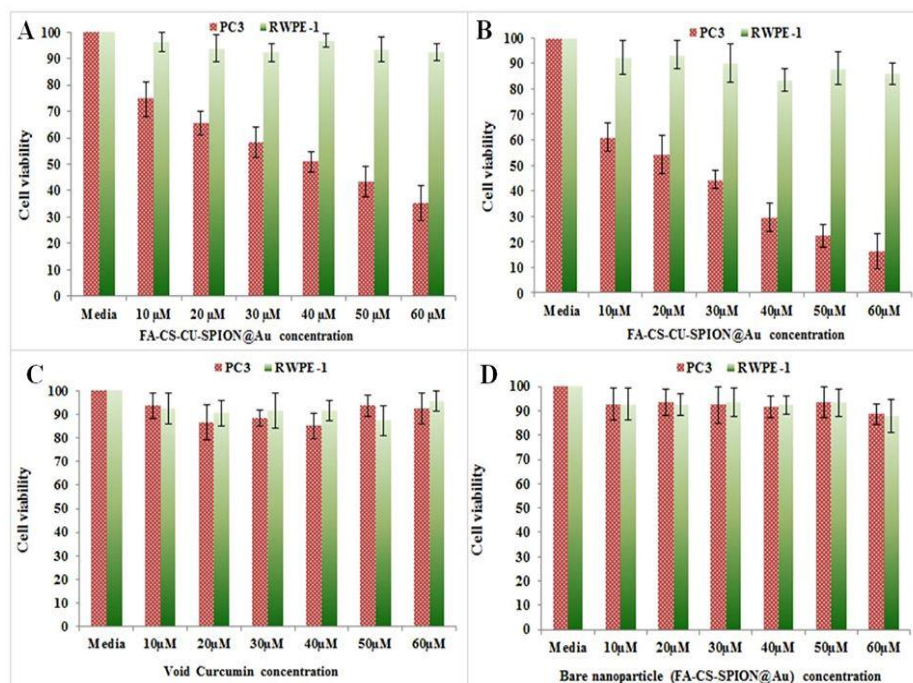 A
PC3 RWPE-1
Cell viability
100
90
80
70
60
50
40
30
20
10
0
Media 10 µM 20 µM 30 µM 40 µM 50 µM 60 µM
FA-CS-CU-SPION@Au concentration
B
PC3 RWPE-1
Cell viability
100
90
80
70
60
50
40
30
20
10
0
Media 10µM 20µM 30µM 40µM 50µM 60µM
FA-CS-CU-SPION@Au concentration
C
PC3 RWPE-1
Cell viability
100
90
80
70
60
50
40
30
20
10
0
Media 10µM 20µM 30µM 40µM 50µM 60µM
Void Curcumin concentration
D
PC3 RWPE-1
Cell viability
100
90
80
70
60
50
40
30
20
10
0
Media 10µM 20µM 30µM 40µM 50µM 60µM
Bare nanoparticle (FA-CS-SPION@Au) concentration